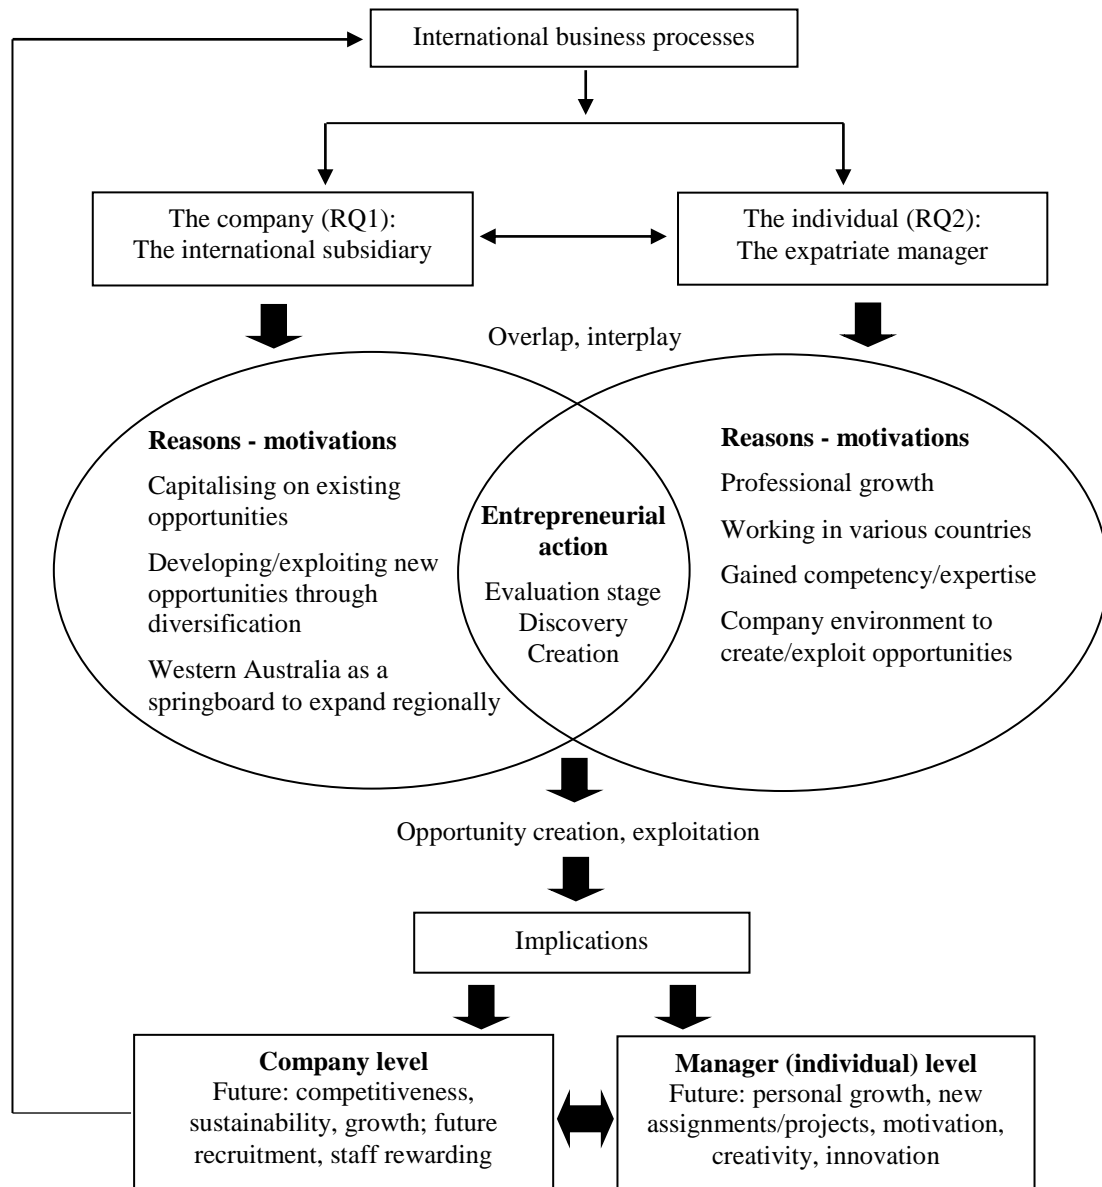 International business processes
The company (RQ1):
The international subsidiary
The individual (RQ2):
The expatriate manager
Overlap, interplay
Reasons - motivations
Capitalising on existing
opportunities
Developing/exploiting new
opportunities through
diversification
Western Australia as a
springboard to expand regionally
Entrepreneurial
action
Evaluation stage
Discovery
Creation
Reasons - motivations
Professional growth
Working in various countries
Gained competency/expertise
Company environment to
create/exploit opportunities
Opportunity creation, exploitation
Implications
Company level
Future: competitiveness,
sustainability, growth; future
recruitment, staff rewarding
Manager (individual) level
Future: personal growth, new
assignments/projects, motivation,
creativity, innovation